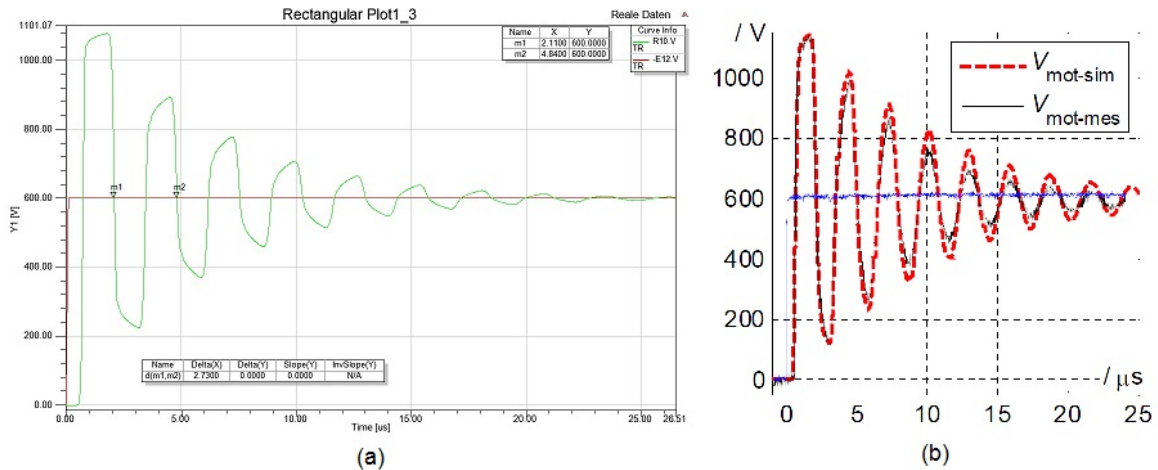 Rectangular Plot1_3
Reale Daten
1101.07
1000.00
800.00
600.00
400.00
200.00
0.00
Y1 [V]
Name X Y
m1 2.1100 600.0000
m2 4.8400 600.0000
Curve Info
R10.V
TR
-E12.V
TR
m1
m2
Name Delta(X) Delta(Y) Slope(Y) InvSlope(Y)
d(m1,m2) 2.7300 0.0000 0.0000 N/A
0.00 5.00 10.00 15.00 20.00 25.00 26.51
Time [us]
(a)
/ V
1000
800
600
400
200
0
V mot-sim
V mot-mes
/ μs
0 5 10 15 20 25
(b)